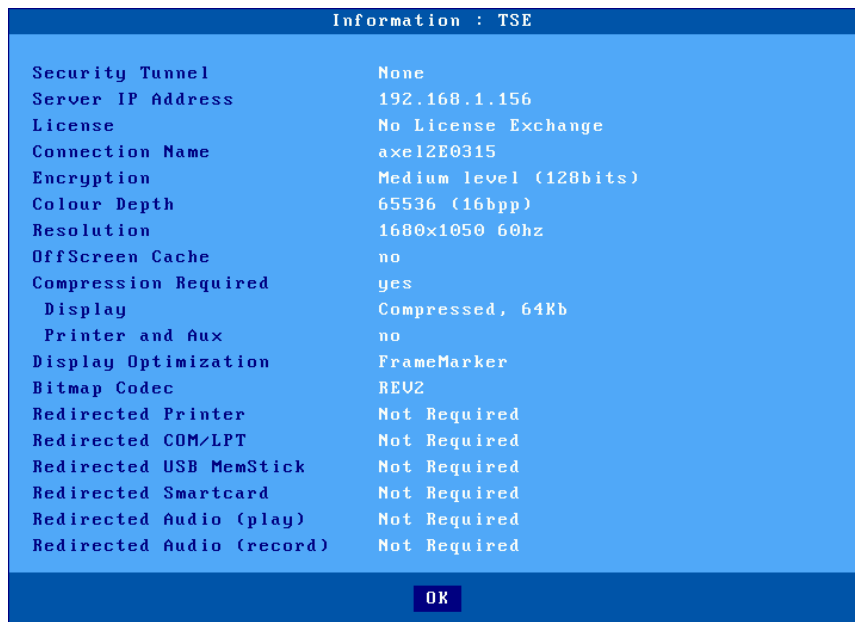 Information : TSE
Security Tunnel None
Server IP Address 192.168.1.156
License No License Exchange
Connection Name axel2E0315
Encryption Medium level (128bits)
Colour Depth 65536 (16bpp)
Resolution 1680x1050 60hz
OffScreen Cache no
Compression Required yes
Display Compressed, 64Kb
Printer and Aux no
Display Optimization FrameMarker
Bitmap Codec REV2
Redirected Printer Not Required
Redirected COM/LPT Not Required
Redirected USB MemStick Not Required
Redirected Smartcard Not Required
Redirected Audio (play) Not Required
Redirected Audio (record) Not Required
OK